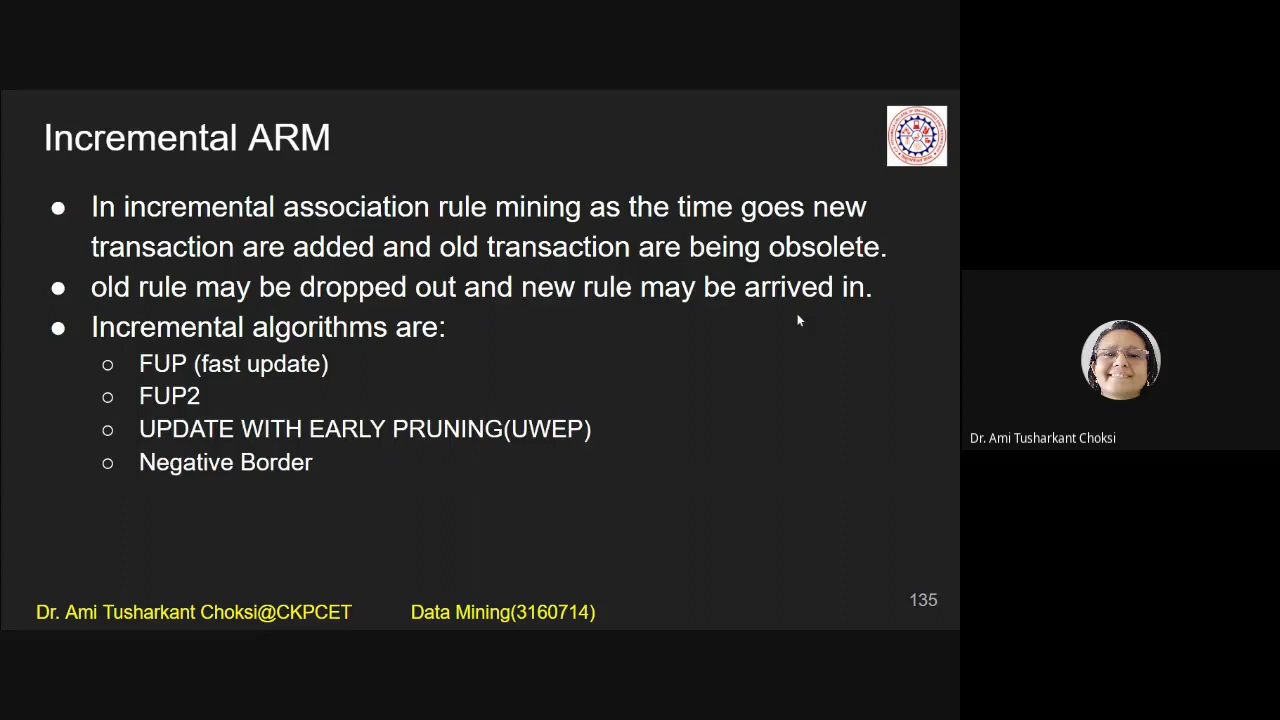 Incremental ARM
● In incremental association rule mining as the time goes new
transaction are added and old transaction are being obsolete.
● old rule may be dropped out and new rule may be arrived in.
● Incremental algorithms are:
○ FUP (fast update)
○ FUP2
○ UPDATE WITH EARLY PRUNING(UWEP)
○ Negative Border
Dr. Ami Tusharkant Choksi@CKPCET Data Mining(3160714)
135
Dr. Ami Tusharkant Choksi